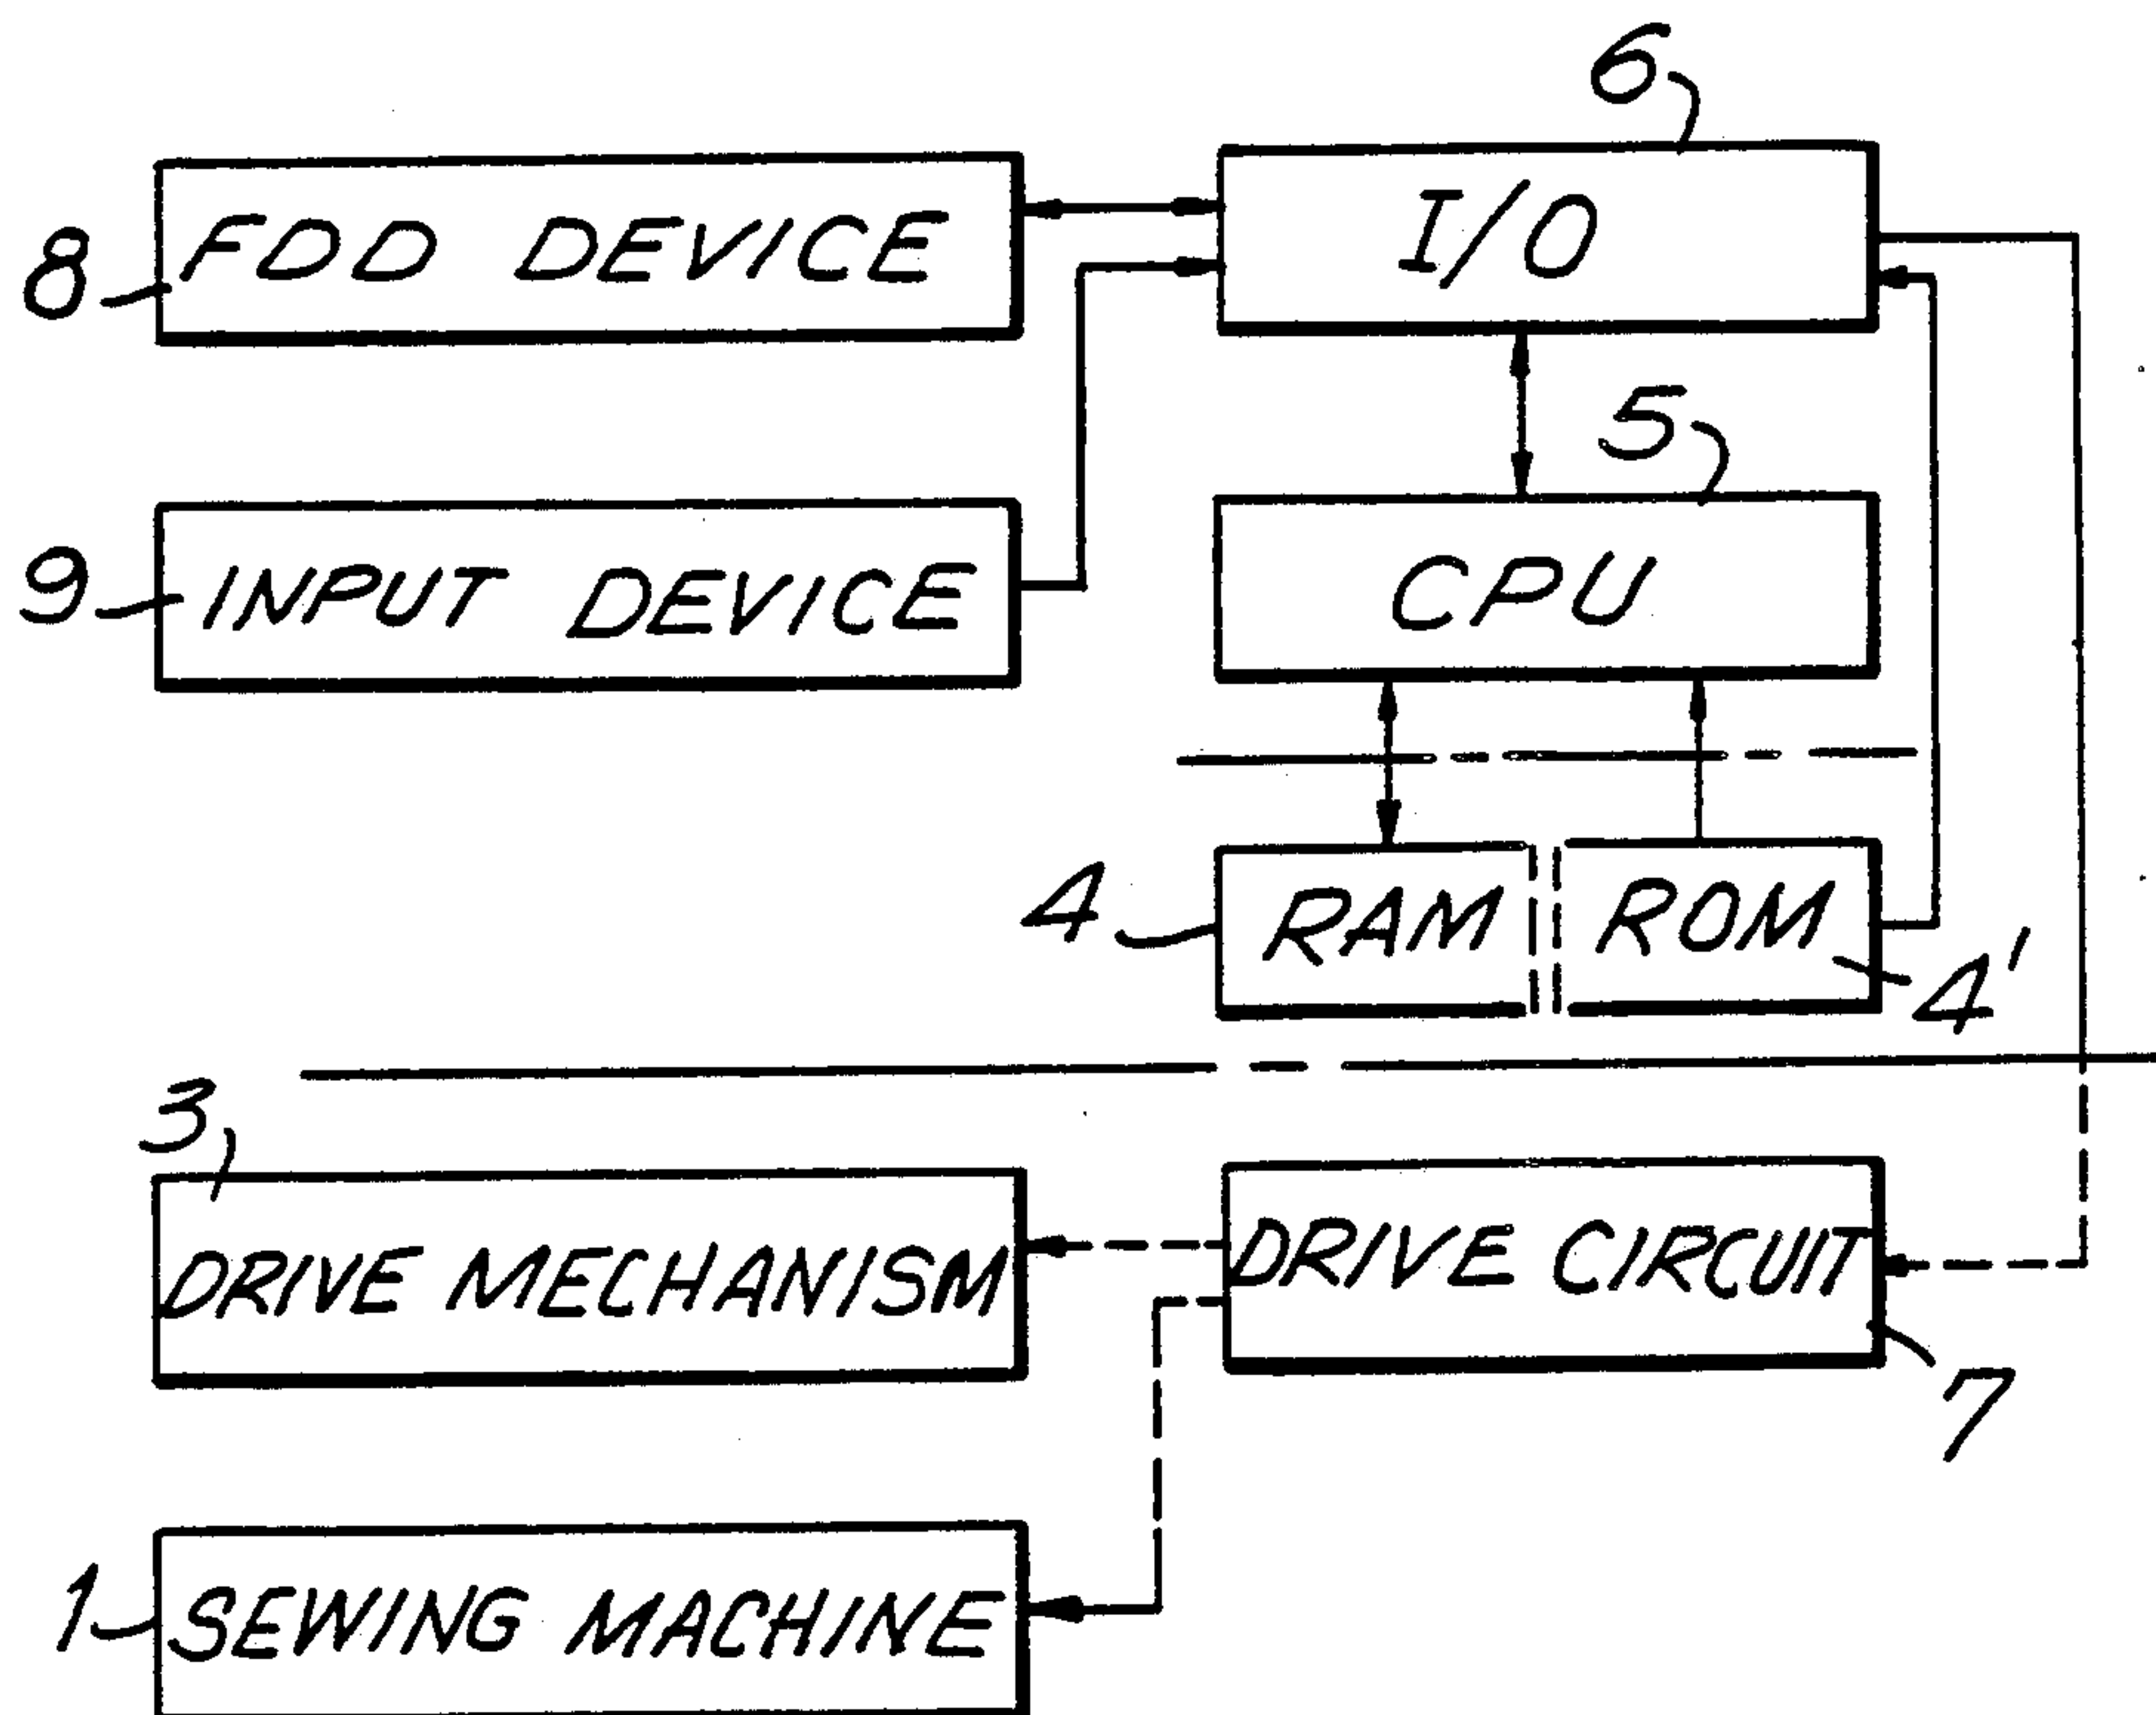 6
8 FDD DEVICE
I/O
5
9 INPUT DEVICE
CPU
4 RAM
ROM 4'
3
DRIVE MECHANISM
DRIVE CIRCUIT
7
1 SEWING MACHINE